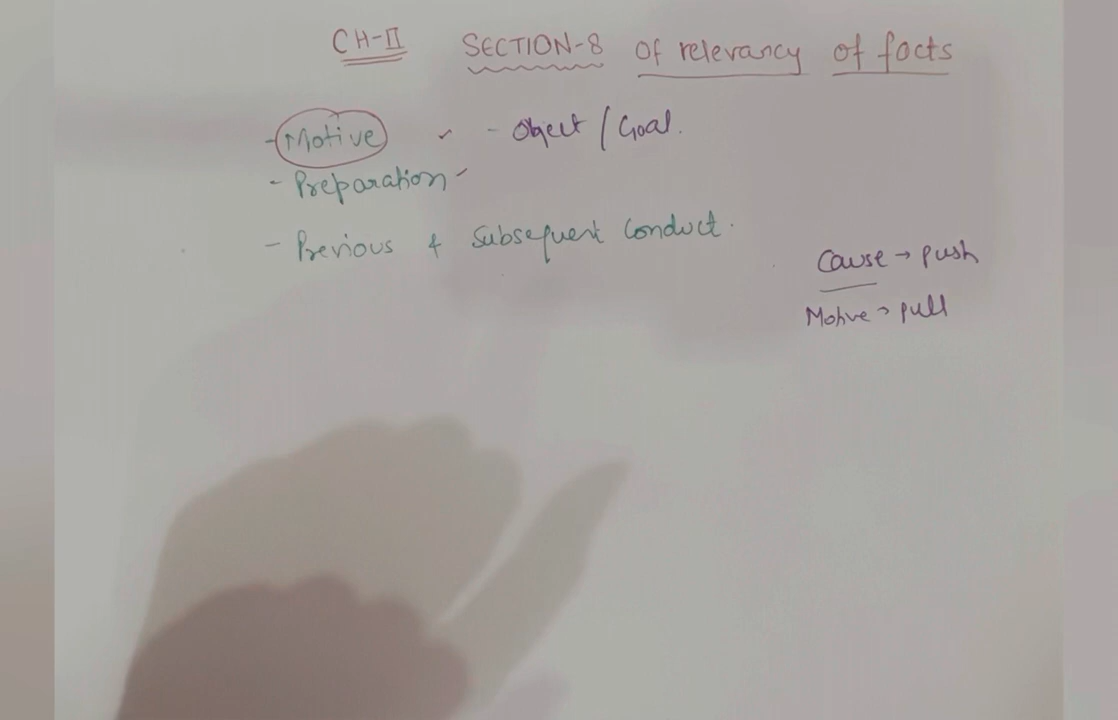 CH-II SECTION-8 of relevancy of facts
- Motive ✓ - Object / Goal.
- Preparation -
- Previous & Subsequent Conduct.
Cause → push
Motive → pull